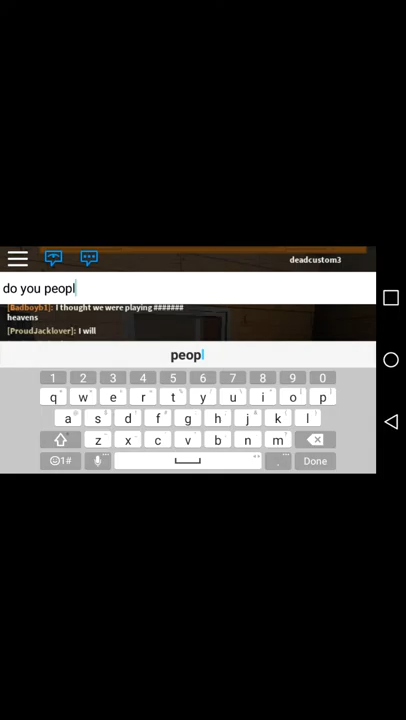 deadcustom3
do you peopl
[Badboyb1]: I thought we were playing #######
heavens
[ProudJacklover]: I will
peopl
1 2 3 4 5 6 7 8 9 0
q w e r t y u i o p
a s d f g h j k l
z x c v b n m
1# . Done